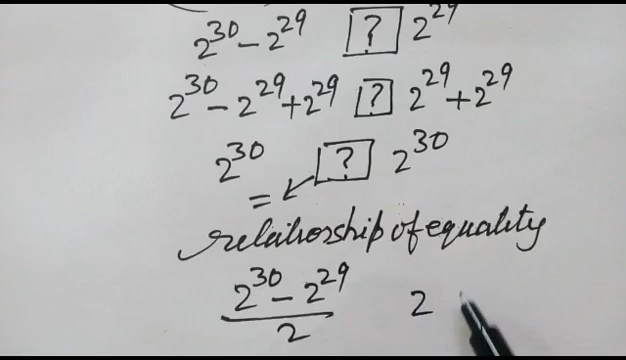 2^30 - 2^29 [?] 2^29
2^30 - 2^29 + 2^29 [?] 2^29 + 2^29
2^30 [?] 2^30
= ↙
relationship of equality
(2^30 - 2^29)/2 2